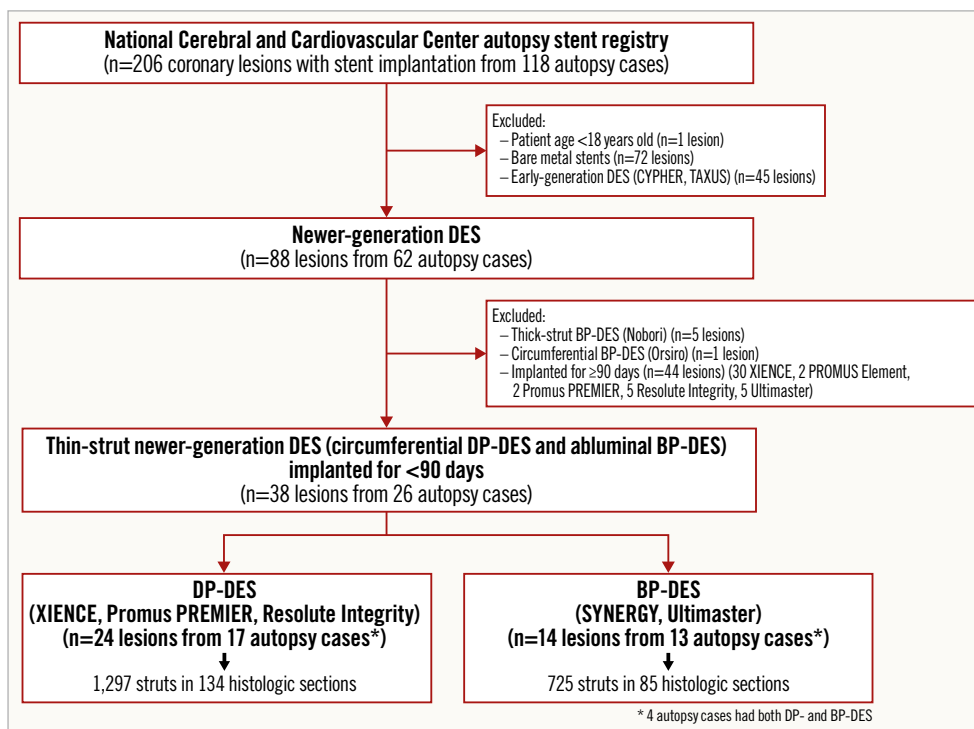 National Cerebral and Cardiovascular Center autopsy stent registry
(n=206 coronary lesions with stent implantation from 118 autopsy cases)
Excluded:
– Patient age <18 years old (n=1 lesion)
– Bare metal stents (n=72 lesions)
– Early-generation DES (CYPHER, TAXUS) (n=45 lesions)
Newer-generation DES
(n=88 lesions from 62 autopsy cases)
Excluded:
– Thick-strut BP-DES (Nobori) (n=5 lesions)
– Circumferential BP-DES (Orsiro) (n=1 lesion)
– Implanted for ≥90 days (n=44 lesions) (30 XIENCE, 2 PROMUS Element,
2 Promus PREMIER, 5 Resolute Integrity, 5 Ultimaster)
Thin-strut newer-generation DES (circumferential DP-DES and abluminal BP-DES)
implanted for <90 days
(n=38 lesions from 26 autopsy cases)
DP-DES
(XIENCE, Promus PREMIER, Resolute Integrity)
(n=24 lesions from 17 autopsy cases*)
1,297 struts in 134 histologic sections
BP-DES
(SYNERGY, Ultimaster)
(n=14 lesions from 13 autopsy cases*)
725 struts in 85 histologic sections
* 4 autopsy cases had both DP- and BP-DES